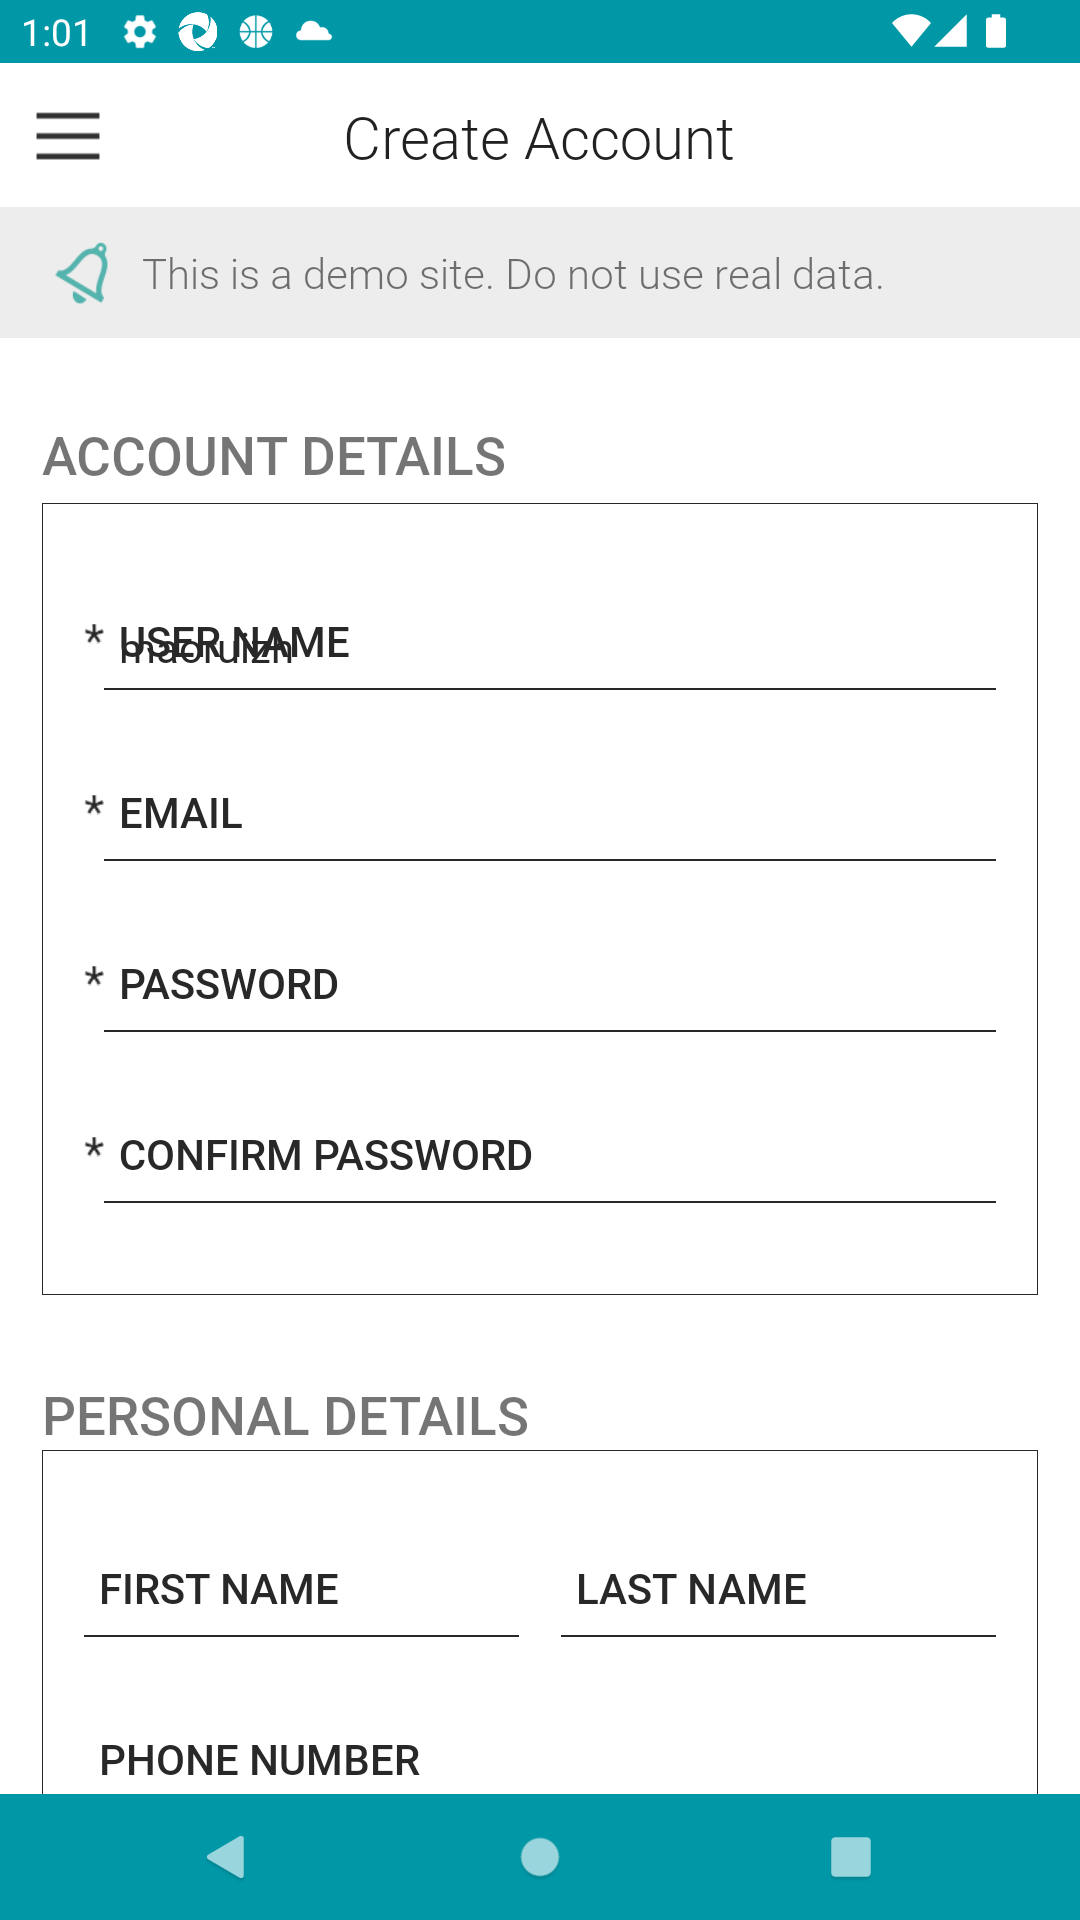 1:01
Create Account
This is a demo site. Do not use real data.
ACCOUNT DETAILS
* USER NAME
maoruizh
* EMAIL
* PASSWORD
* CONFIRM PASSWORD
PERSONAL DETAILS
FIRST NAME LAST NAME
PHONE NUMBER